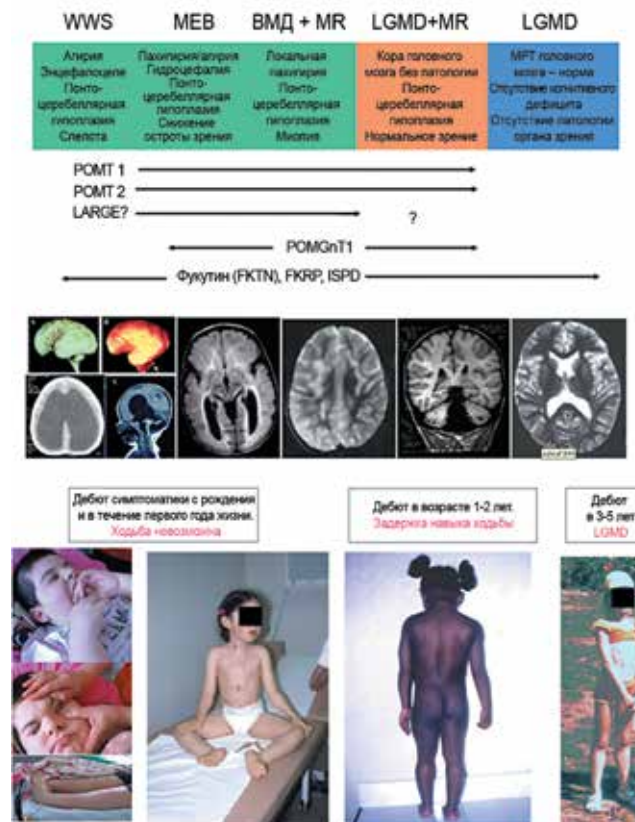 WWS MEB ВМД + MR LGMD+MR LGMD
Агирия
Энцефалоцеле
Понто-
церебеллярная
гипоплазия
Слепота
Пахигирия/агирия
Гидроцефалия
Понто-
церебеллярная
гипоплазия
Снижение
остроты зрения
Локальная
пахигирия
Понто-
церебеллярная
гипоплазия
Миопия
Кора головного
мозга без патологии
Понто-
церебеллярная
гипоплазия
Нормальное зрение
МРТ головного
мозга – норма
Отсутствие когнитивного
дефицита
Отсутствие патологии
органа зрения
POMT 1
POMT 2
LARGE? ?
POMGnT1
Фукутин (FKTN), FKRP, ISPD
Дебют симптоматики с рождения
и в течение первого года жизни.
Ходьба невозможна
Дебют в возрасте 1-2 лет.
Задержка навыка ходьбы
Дебют
в 3-5 лет
LGMD